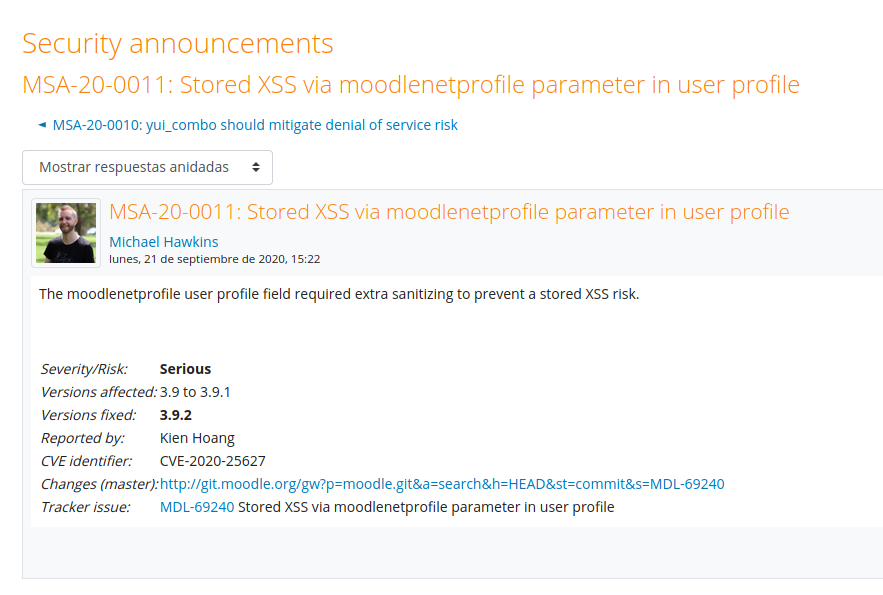 Security announcements
MSA-20-0011: Stored XSS via moodlenetprofile parameter in user profile
◄ MSA-20-0010: yui_combo should mitigate denial of service risk
Mostrar respuestas anidadas
MSA-20-0011: Stored XSS via moodlenetprofile parameter in user profile
Michael Hawkins
lunes, 21 de septiembre de 2020, 15:22
The moodlenetprofile user profile field required extra sanitizing to prevent a stored XSS risk.
Severity/Risk: Serious
Versions affected: 3.9 to 3.9.1
Versions fixed: 3.9.2
Reported by: Kien Hoang
CVE identifier: CVE-2020-25627
Changes (master): http://git.moodle.org/gw?p=moodle.git&a=search&h=HEAD&st=commit&s=MDL-69240
Tracker issue: MDL-69240 Stored XSS via moodlenetprofile parameter in user profile